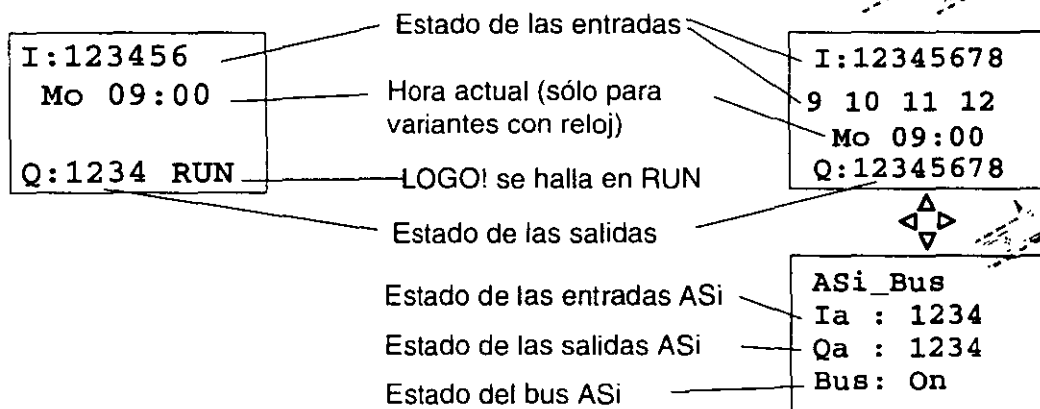 I:123456
Mo 09:00
Q:1234 RUN
Estado de las entradas
Hora actual (sólo para
variantes con reloj)
LOGO! se halla en RUN
Estado de las salidas
I:12345678
9 10 11 12
Mo 09:00
Q:12345678
Estado de las entradas ASi
Estado de las salidas ASi
Estado del bus ASi
ASi_Bus
Ia : 1234
Qa : 1234
Bus: On